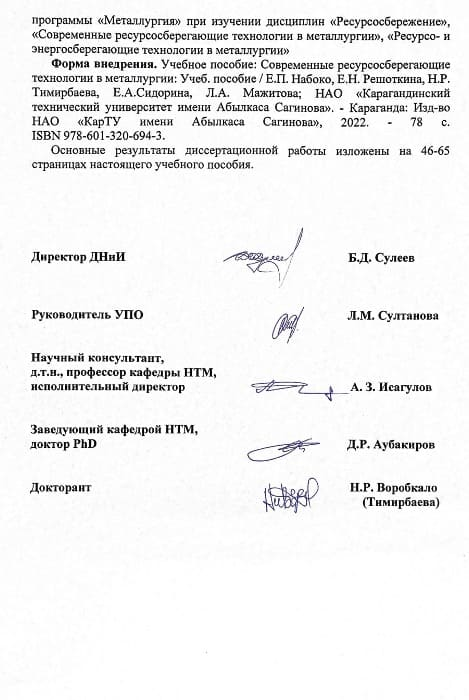 программы «Металлургия» при изучении дисциплин «Ресурсосбережение»,
«Современные ресурсосберегающие технологии в металлургии», «Ресурсо- и
энергосберегающие технологии в металлургии»
Форма внедрения. Учебное пособие: Современные ресурсосберегающие
технологии в металлургии: Учеб. пособие / Е.П. Набоко, Е.Н. Решоткина, Н.Р.
Тимирбаева, Е.А.Сидорина, Л.А. Мажитова; НАО «Карагандинский
технический университет имени Абылкаса Сагинова». - Караганда: Изд-во
НАО «КарТУ имени Абылкаса Сагинова», 2022. - 78 с.
ISBN 978-601-320-694-3.
Основные результаты диссертационной работы изложены на 46-65
страницах настоящего учебного пособия.
Директор ДНиИ Б.Д. Сулеев
Руководитель УПО Л.М. Султанова
Научный консультант,
д.т.н., профессор кафедры НТМ,
исполнительный директор А. З. Исагулов
Заведующий кафедрой НТМ,
доктор PhD Д.Р. Аубакиров
Докторант Н.Р. Воробкало
(Тимирбаева)